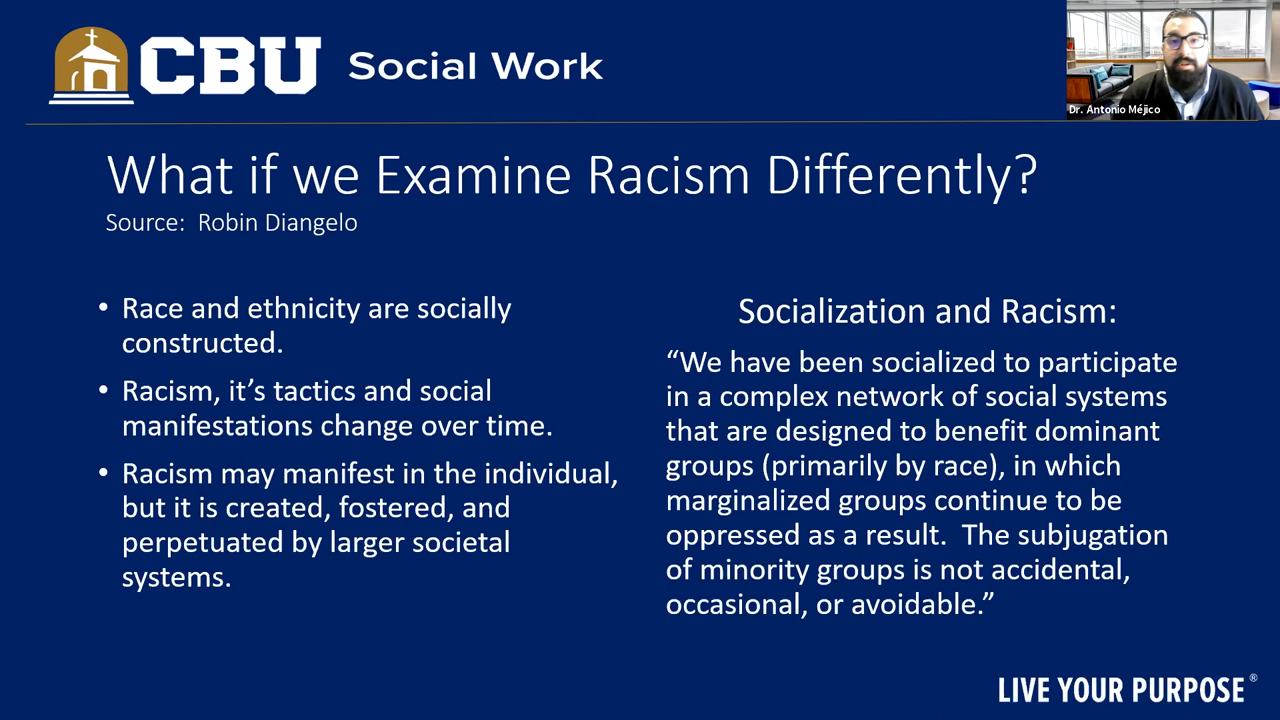 CBU Social Work
Dr. Antonio Méjico
What if we Examine Racism Differently?
Source: Robin Diangelo
• Race and ethnicity are socially
constructed.
• Racism, it’s tactics and social
manifestations change over time.
• Racism may manifest in the individual,
but it is created, fostered, and
perpetuated by larger societal
systems.
Socialization and Racism:
“We have been socialized to participate
in a complex network of social systems
that are designed to benefit dominant
groups (primarily by race), in which
marginalized groups continue to be
oppressed as a result. The subjugation
of minority groups is not accidental,
occasional, or avoidable.”
LIVE YOUR PURPOSE®